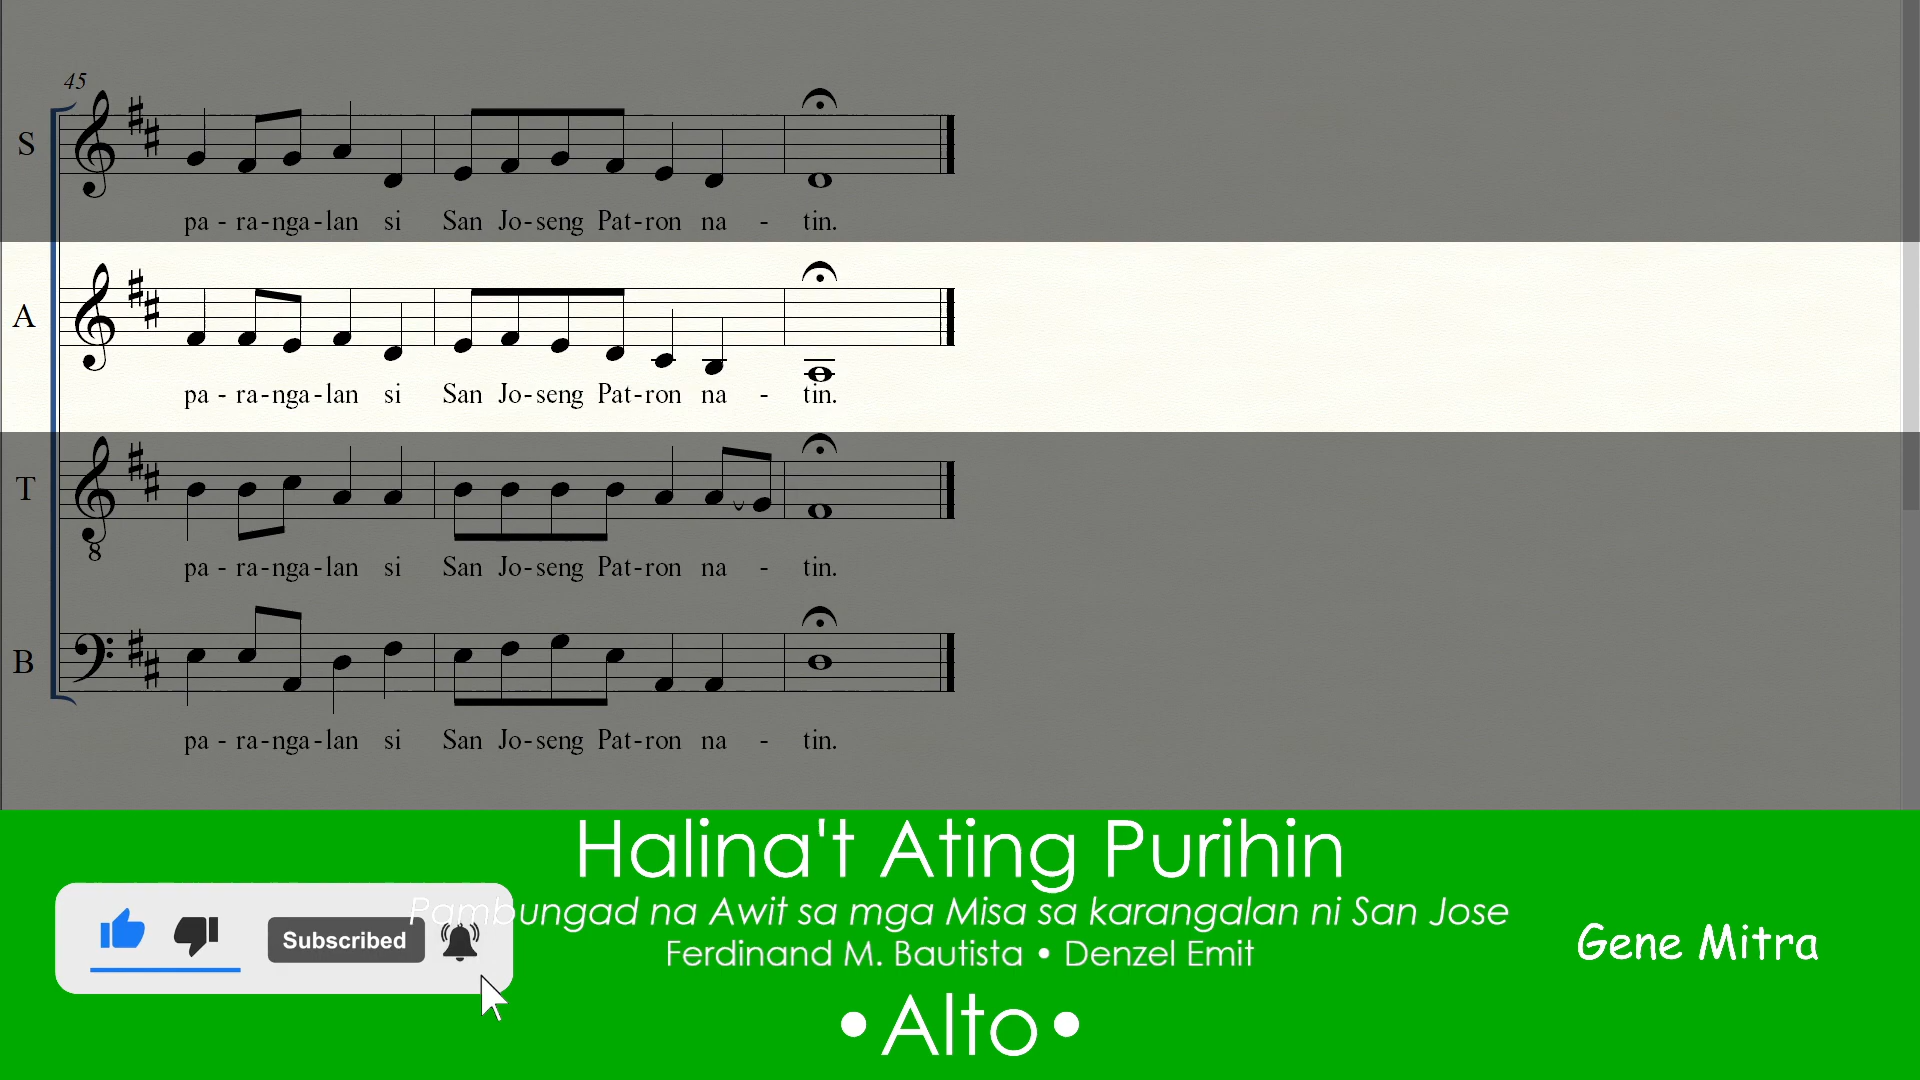 45
S
pa - ra-nga-lan si San Jo-seng Pat-ron na - tin.
A
pa - ra-nga-lan si San Jo-seng Pat-ron na - tin.
T
8
pa - ra-nga-lan si San Jo-seng Pat-ron na - tin.
B
pa - ra-nga-lan si San Jo-seng Pat-ron na - tin.
Halina't Ating Purihin
Pambungad na Awit sa mga Misa sa karangalan ni San Jose
Subscribed
Ferdinand M. Bautista • Denzel Emit
Gene Mitra
•Alto•